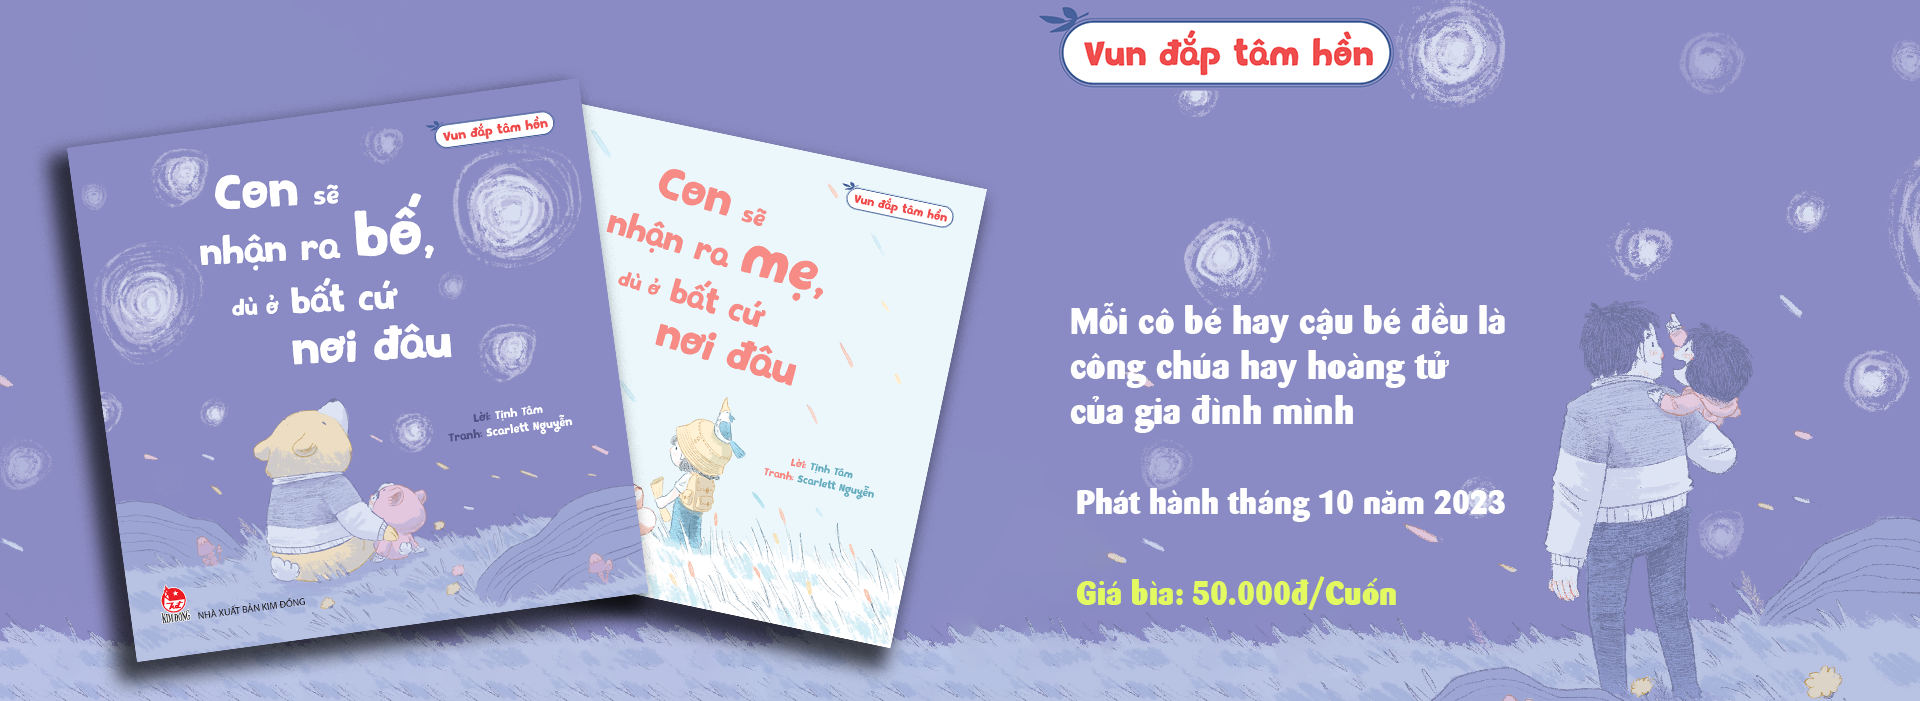 Vun đắp tâm hồn
Con sẽ
nhận ra bố,
dù ở bất cứ
nơi đâu
Lời: Tịnh Tâm
Tranh: Scarlett Nguyễn
KIM ĐỒNG
NHÀ XUẤT BẢN KIM ĐỒNG
Vun đắp tâm hồn
Con sẽ
nhận ra mẹ,
dù ở bất cứ
nơi đâu
Lời: Tịnh Tâm
Tranh: Scarlett Nguyễn
Vun đắp tâm hồn
Mỗi cô bé hay cậu bé đều là
công chúa hay hoàng tử
của gia đình mình
Phát hành tháng 10 năm 2023
Giá bìa: 50.000đ/Cuốn